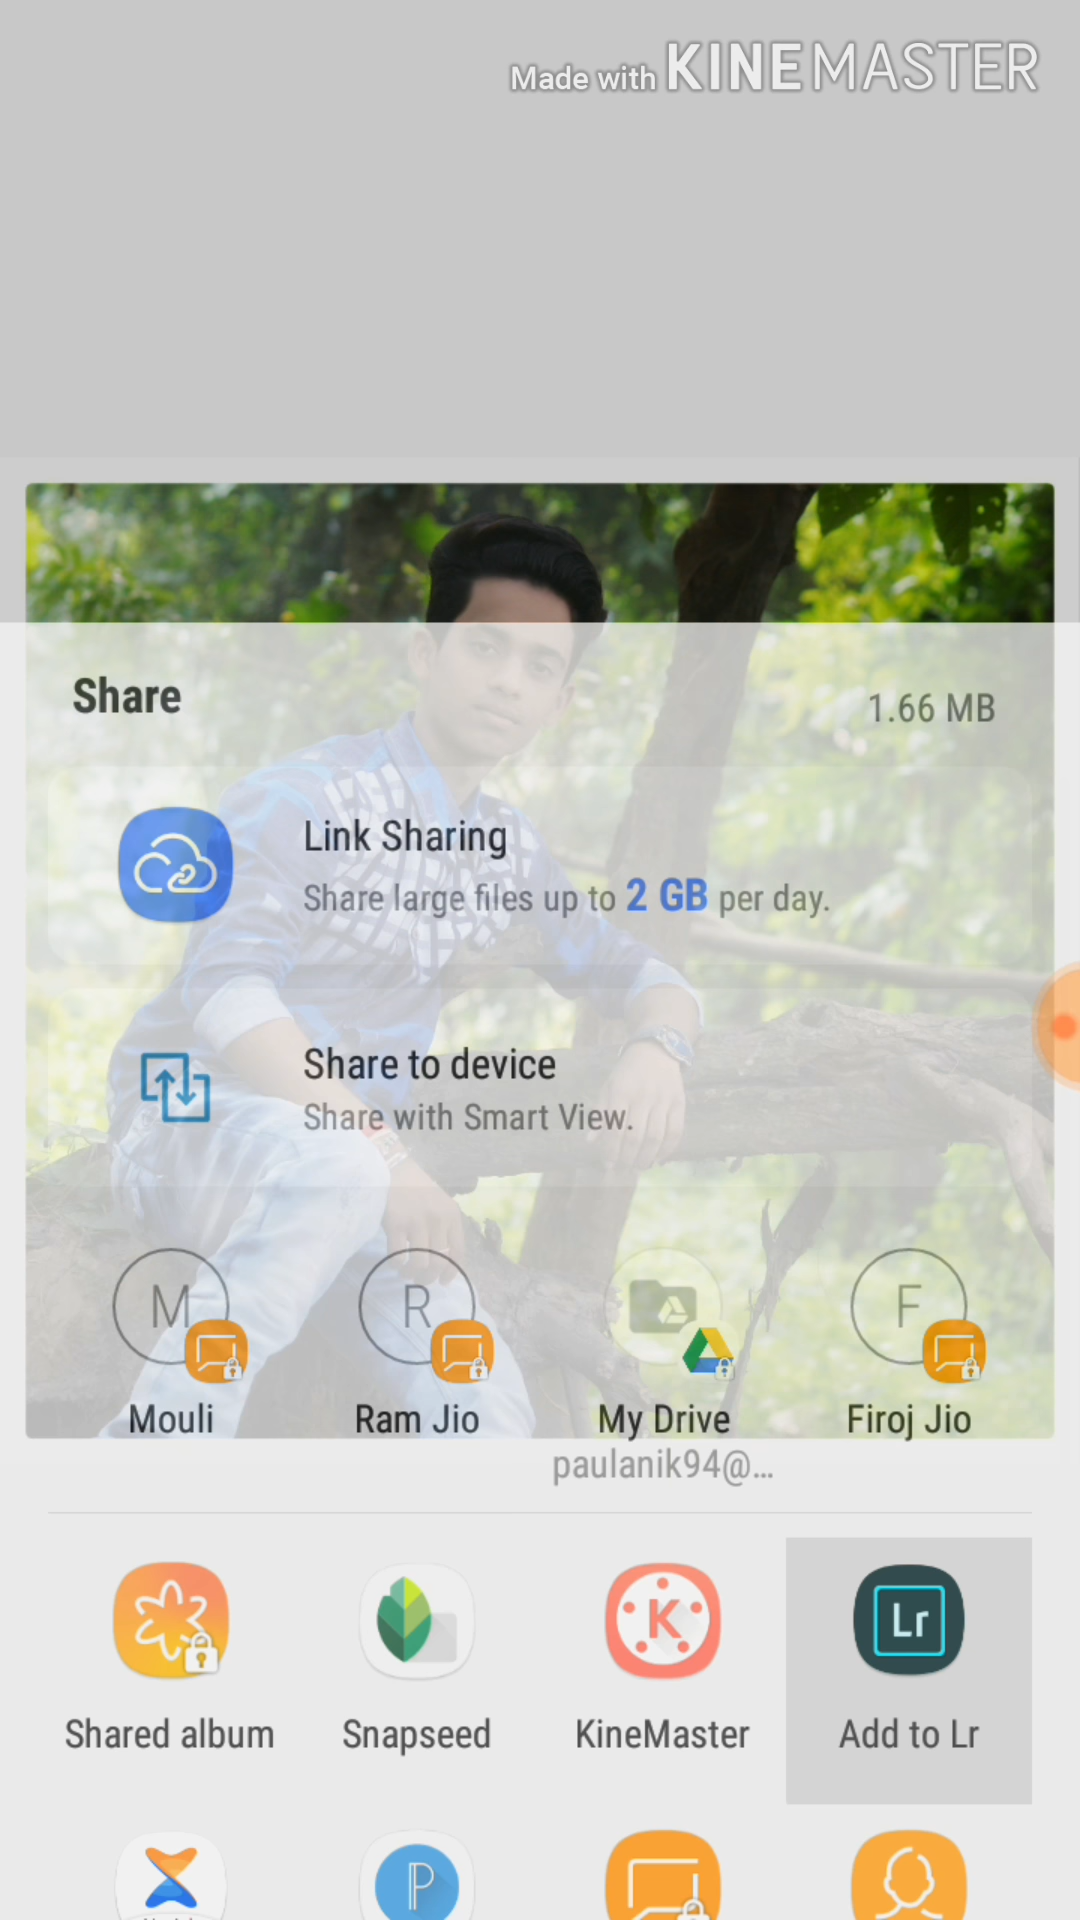 Made with KINEMASTER
Share
1.66 MB
Link Sharing
Share large files up to 2 GB per day.
Share to device
Share with Smart View.
M R F
Mouli Ram Jio My Drive Firoj Jio
paulanik94@...
Lr
K
Shared album Snapseed KineMaster Add to Lr
P